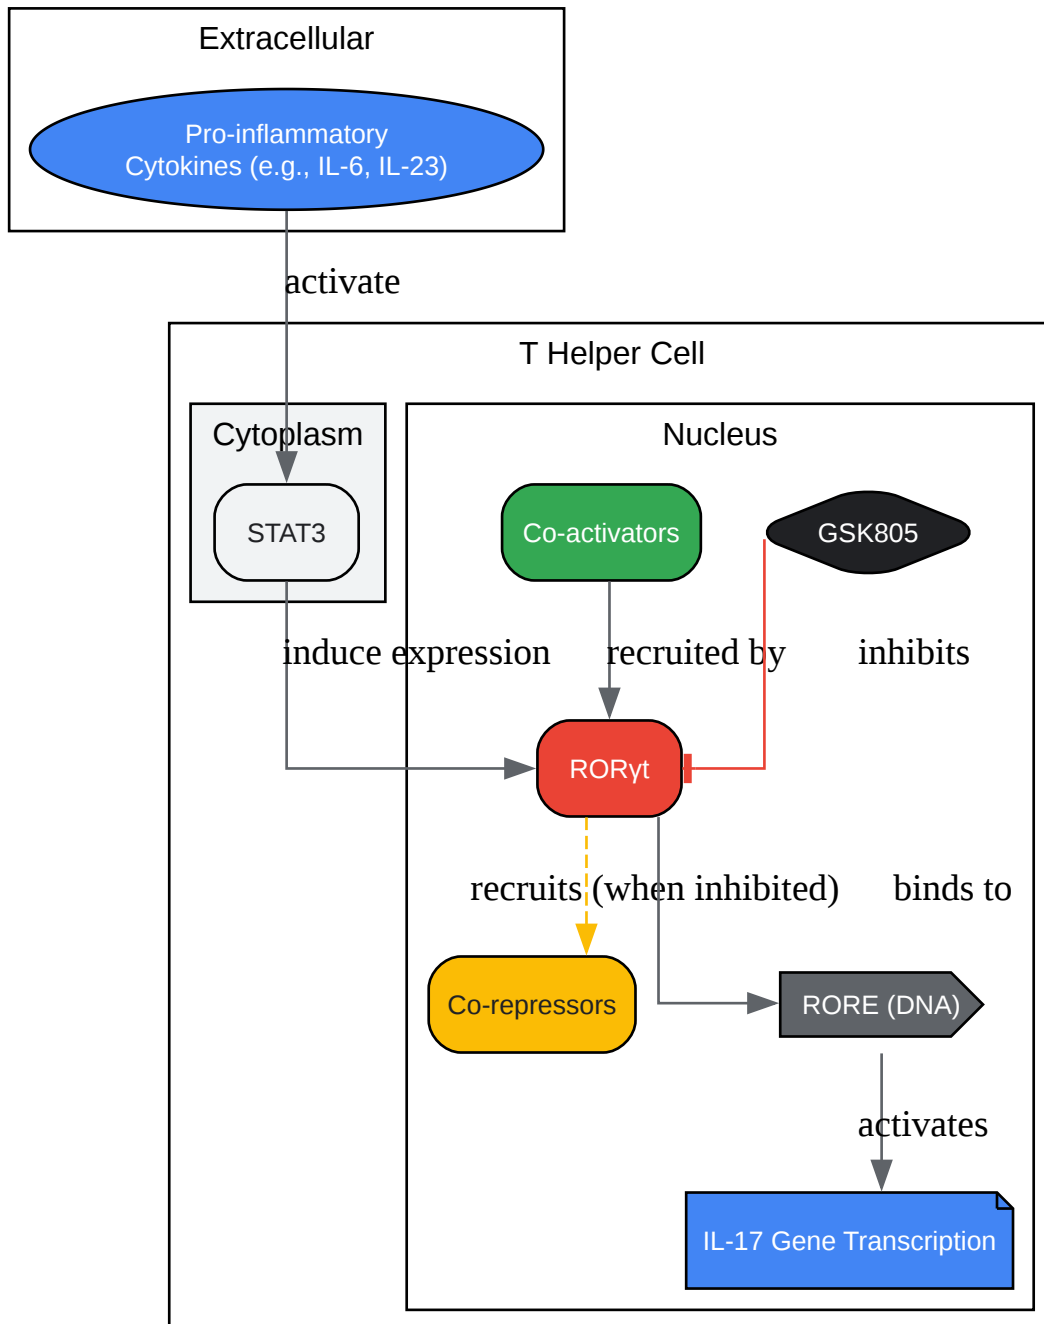 Extracellular
Pro-inflammatory
Cytokines (e.g., IL-6, IL-23)
activate
T Helper Cell
Cytoplasm
Nucleus
STAT3
Co-activators
GSK805
induce expression
recruited by
inhibits
RORγt
recruits (when inhibited)
binds to
Co-repressors
RORE (DNA)
activates
IL-17 Gene Transcription